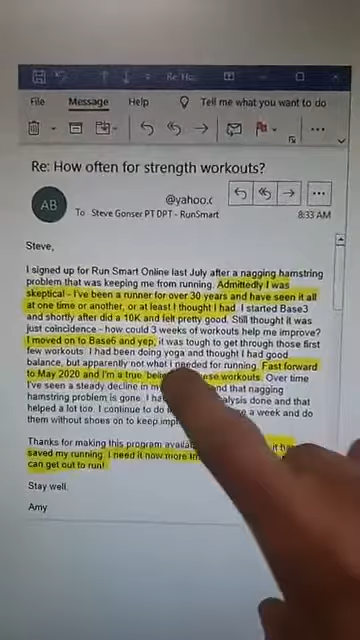 Re: Ho
File Message Help Tell me what you want to do
Re: How often for strength workouts?
AB
@yahoo.c
To Steve Gonser PT DPT - RunSmart
8:33 AM
Steve,
I signed up for Run Smart Online last July after a nagging hamstring
problem that was keeping me from running. Admittedly I was
skeptical - I've been a runner for over 30 years and have seen it all
at one time or another, or at least I thought I had. I started Base3
and shortly after did a 10K and felt pretty good. Still thought it was
just coincidence - how could 3 weeks of workouts help me improve?
I moved on to Base6 and yep, it was tough to get through those first
few workouts. I had been doing yoga and thought I had good
balance, but apparently not what I needed for running. Fast forward
to May 2020 and I'm a true workouts. Over time
I've seen a steady decline in and that nagging
hamstring problem is gone. I done and that
helped a lot too. I continue to do a week and do
them without shoes on to keep
Thanks for making this program
saved my running. I need it now more
can get out to run!
Stay well.
Amy